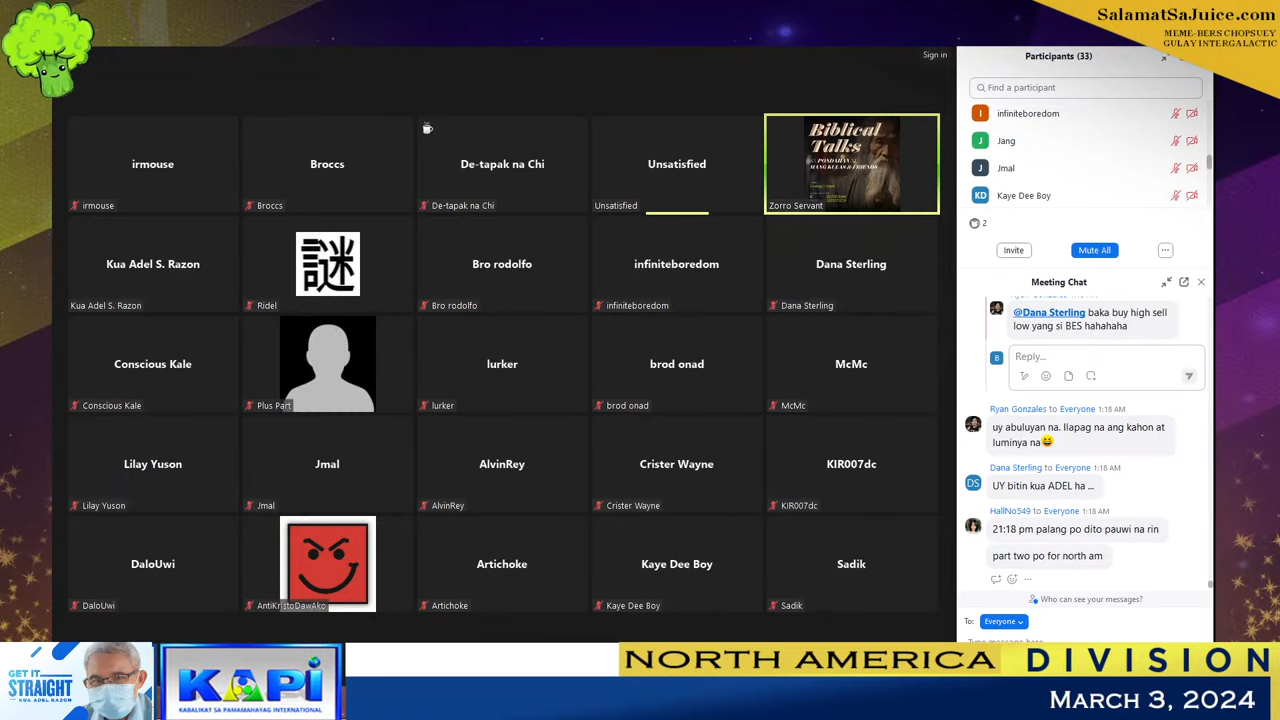 SalamatSaJuice.com
MEME-BERS CHOPSUEY
GULAY INTERGALACTIC
Sign in
irmouse
irmouse
Broccs
Broccs
De-tapak na Chi
De-tapak na Chi
Unsatisfied
Unsatisfied
Biblical
Talks
PONDAHAN ni
MANG KULAS & FRIENDS
Zorro Servant
Kua Adel S. Razon
Kua Adel S. Razon
謎
Ridel
Bro rodolfo
Bro rodolfo
infiniteboredom
infiniteboredom
Dana Sterling
Dana Sterling
Conscious Kale
Conscious Kale
Plus Part
lurker
lurker
brod onad
brod onad
McMc
McMc
Lilay Yuson
Lilay Yuson
Jmal
Jmal
AlvinRey
AlvinRey
Crister Wayne
Crister Wayne
KIR007dc
KIR007dc
DaloUwi
DaloUwi
AntiKristoDawAko
Artichoke
Artichoke
Kaye Dee Boy
Kaye Dee Boy
Sadik
Sadik
Participants (33)
Find a participant
I infiniteboredom
J Jang
J Jmal
KD Kaye Dee Boy
2
Invite
Mute All
...
Meeting Chat
@Dana Sterling baka buy high sell
low yang si BES hahahaha
B
Reply...
Ryan Gonzales to Everyone 1:18 AM
uy abuluyan na. Ilapag na ang kahon at
luminya na😆
Dana Sterling to Everyone 1:18 AM
DS
UY bitin kua ADEL ha ...
HallNo549 to Everyone 1:18 AM
21:18 pm palang po dito pauwi na rin
part two po for north am
Who can see your messages?
To: Everyone
GET IT
STRAIGHT
KUA ADEL RAZON
KAPI
KABALIKAT SA PAMAMAHAYAG INTERNATIONAL
NORTH AMERICA DIVISION
MARCH 3, 2024